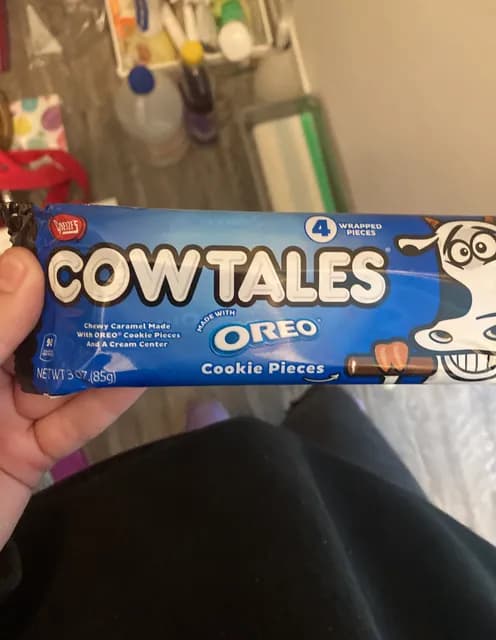 GOETZE'S
4 WRAPPED
PIECES
COW TALES
Chewy Caramel Made
With OREO® Cookie Pieces
And A Cream Center
MADE WITH
OREO
Cookie Pieces
NET WT 3 OZ (85g)